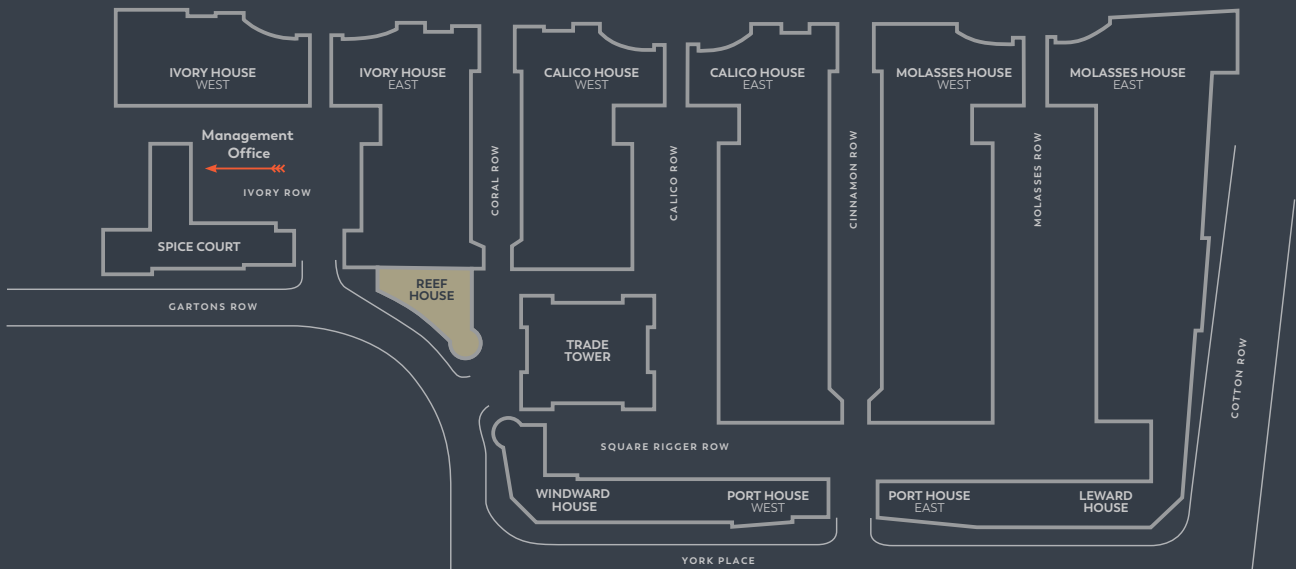 IVORY HOUSE
WEST
IVORY HOUSE
EAST
CALICO HOUSE
WEST
CALICO HOUSE
EAST
MOLASSES HOUSE
WEST
MOLASSES HOUSE
EAST
Management
Office
IVORY ROW
CORAL ROW
CALICO ROW
CINNAMON ROW
MOLASSES ROW
SPICE COURT
GARTONS ROW
REEF
HOUSE
TRADE
TOWER
COTTON ROW
SQUARE RIGGER ROW
WINDWARD
HOUSE
PORT HOUSE
WEST
PORT HOUSE
EAST
LEWARD
HOUSE
YORK PLACE